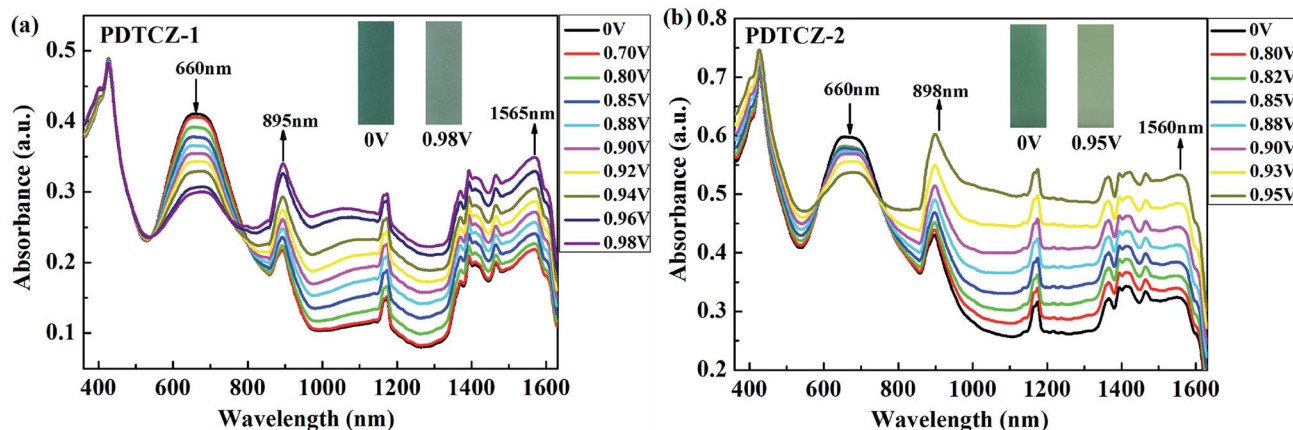 (a)
PDTCZ-1
660nm
895nm
1565nm
0V
0.98V
0V
0.70V
0.80V
0.85V
0.88V
0.90V
0.92V
0.94V
0.96V
0.98V
Absorbance (a.u.)
0.5
0.4
0.3
0.2
0.1
400 600 800 1000 1200 1400 1600
Wavelength (nm)
(b)
PDTCZ-2
660nm
898nm
1560nm
0V
0.95V
0V
0.80V
0.82V
0.85V
0.88V
0.90V
0.93V
0.95V
Absorbance (a.u.)
0.8
0.7
0.6
0.5
0.4
0.3
0.2
400 600 800 1000 1200 1400 1600
Wavelength (nm)